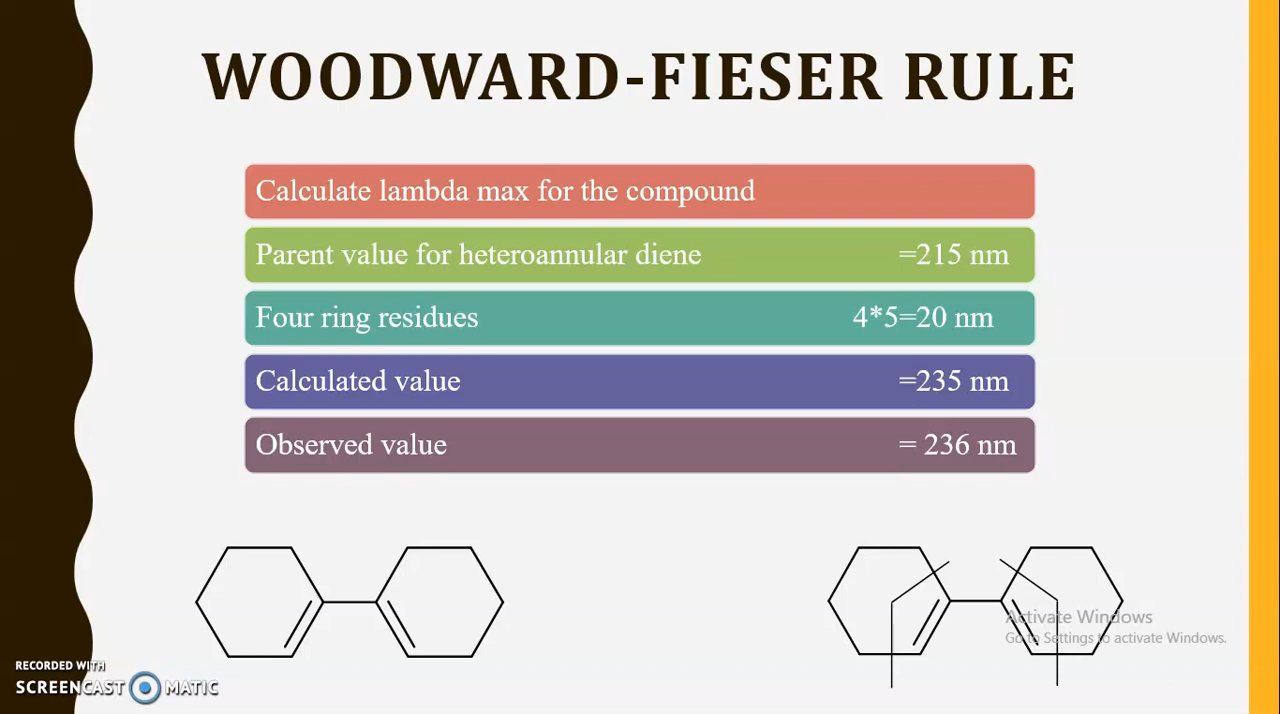 WOODWARD-FIESER RULE
Calculate lambda max for the compound
Parent value for heteroannular diene =215 nm
Four ring residues 4*5=20 nm
Calculated value =235 nm
Observed value = 236 nm
Activate Windows
Go to Settings to activate Windows.
RECORDED WITH
SCREENCAST MATIC